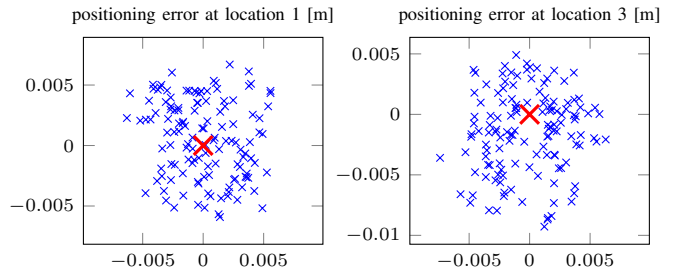 positioning error at location 1 [m]
0.005
0
−0.005
−0.005 0 0.005
positioning error at location 3 [m]
0.005
0
−0.005
−0.01
−0.005 0 0.005